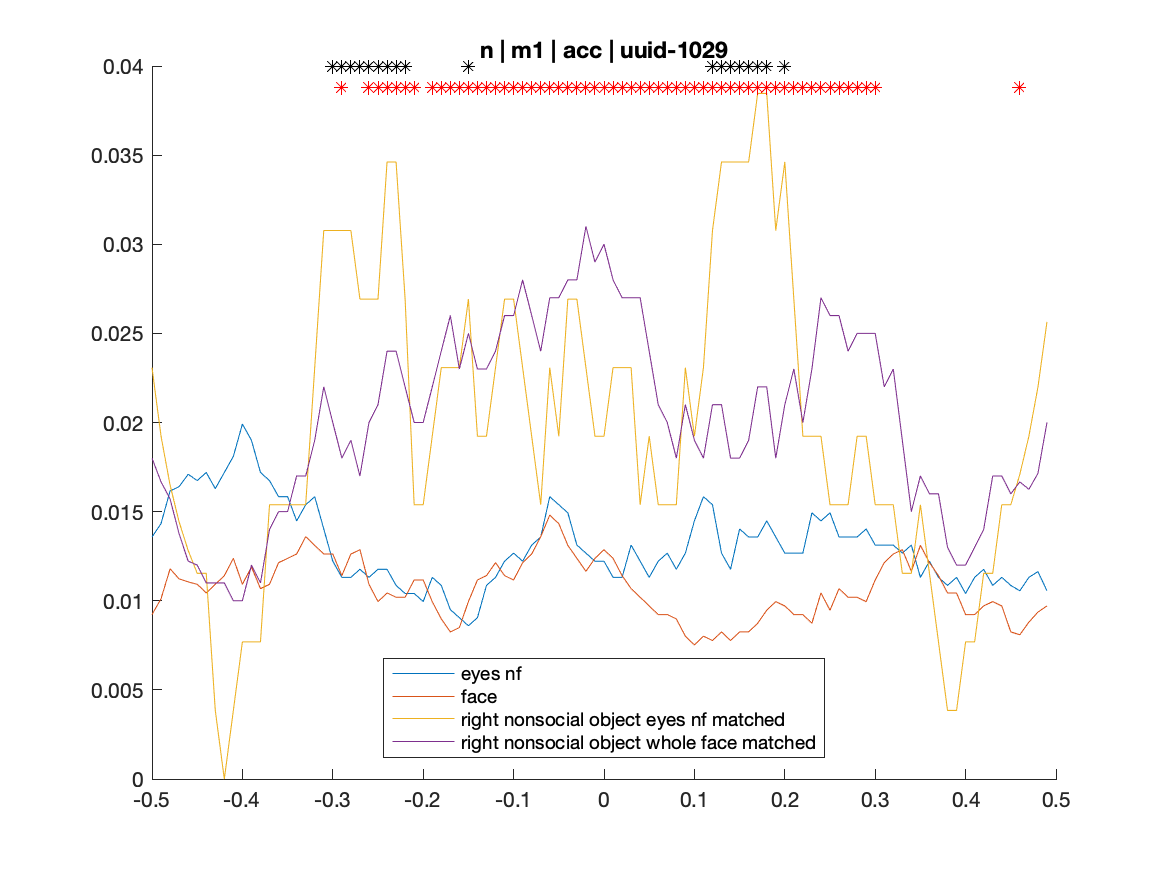 n | m1 | acc | uuid-1029
0.04
0.035
0.03
0.025
0.02
0.015
0.01
0.005
0
eyes nf
face
right nonsocial object eyes nf matched
right nonsocial object whole face matched
-0.5 -0.4 -0.3 -0.2 -0.1 0 0.1 0.2 0.3 0.4 0.5